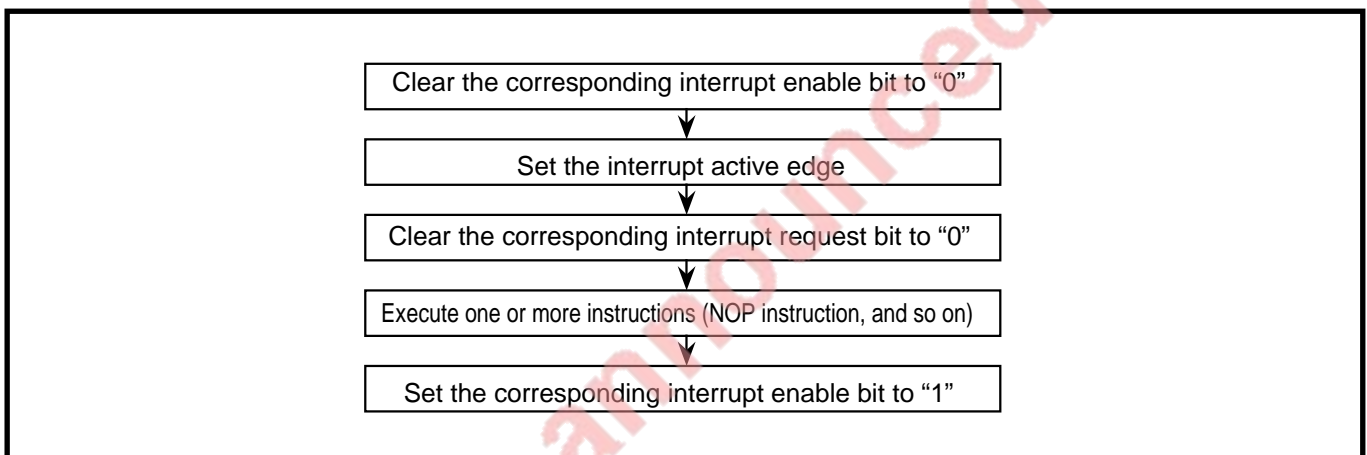 Clear the corresponding interrupt enable bit to “0”
Set the interrupt active edge
Clear the corresponding interrupt request bit to “0”
Execute one or more instructions (NOP instruction, and so on)
Set the corresponding interrupt enable bit to “1”
announced